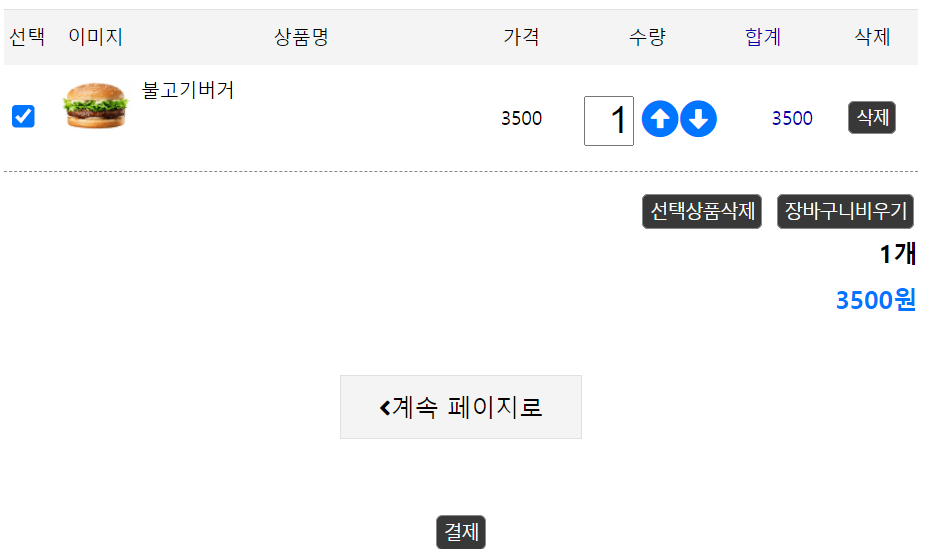 선택 이미지 상품명 가격 수량 합계 삭제
불고기버거
3500 1 3500 삭제
선택상품삭제 장바구니비우기
1개
3500원
계속 페이지로
결제